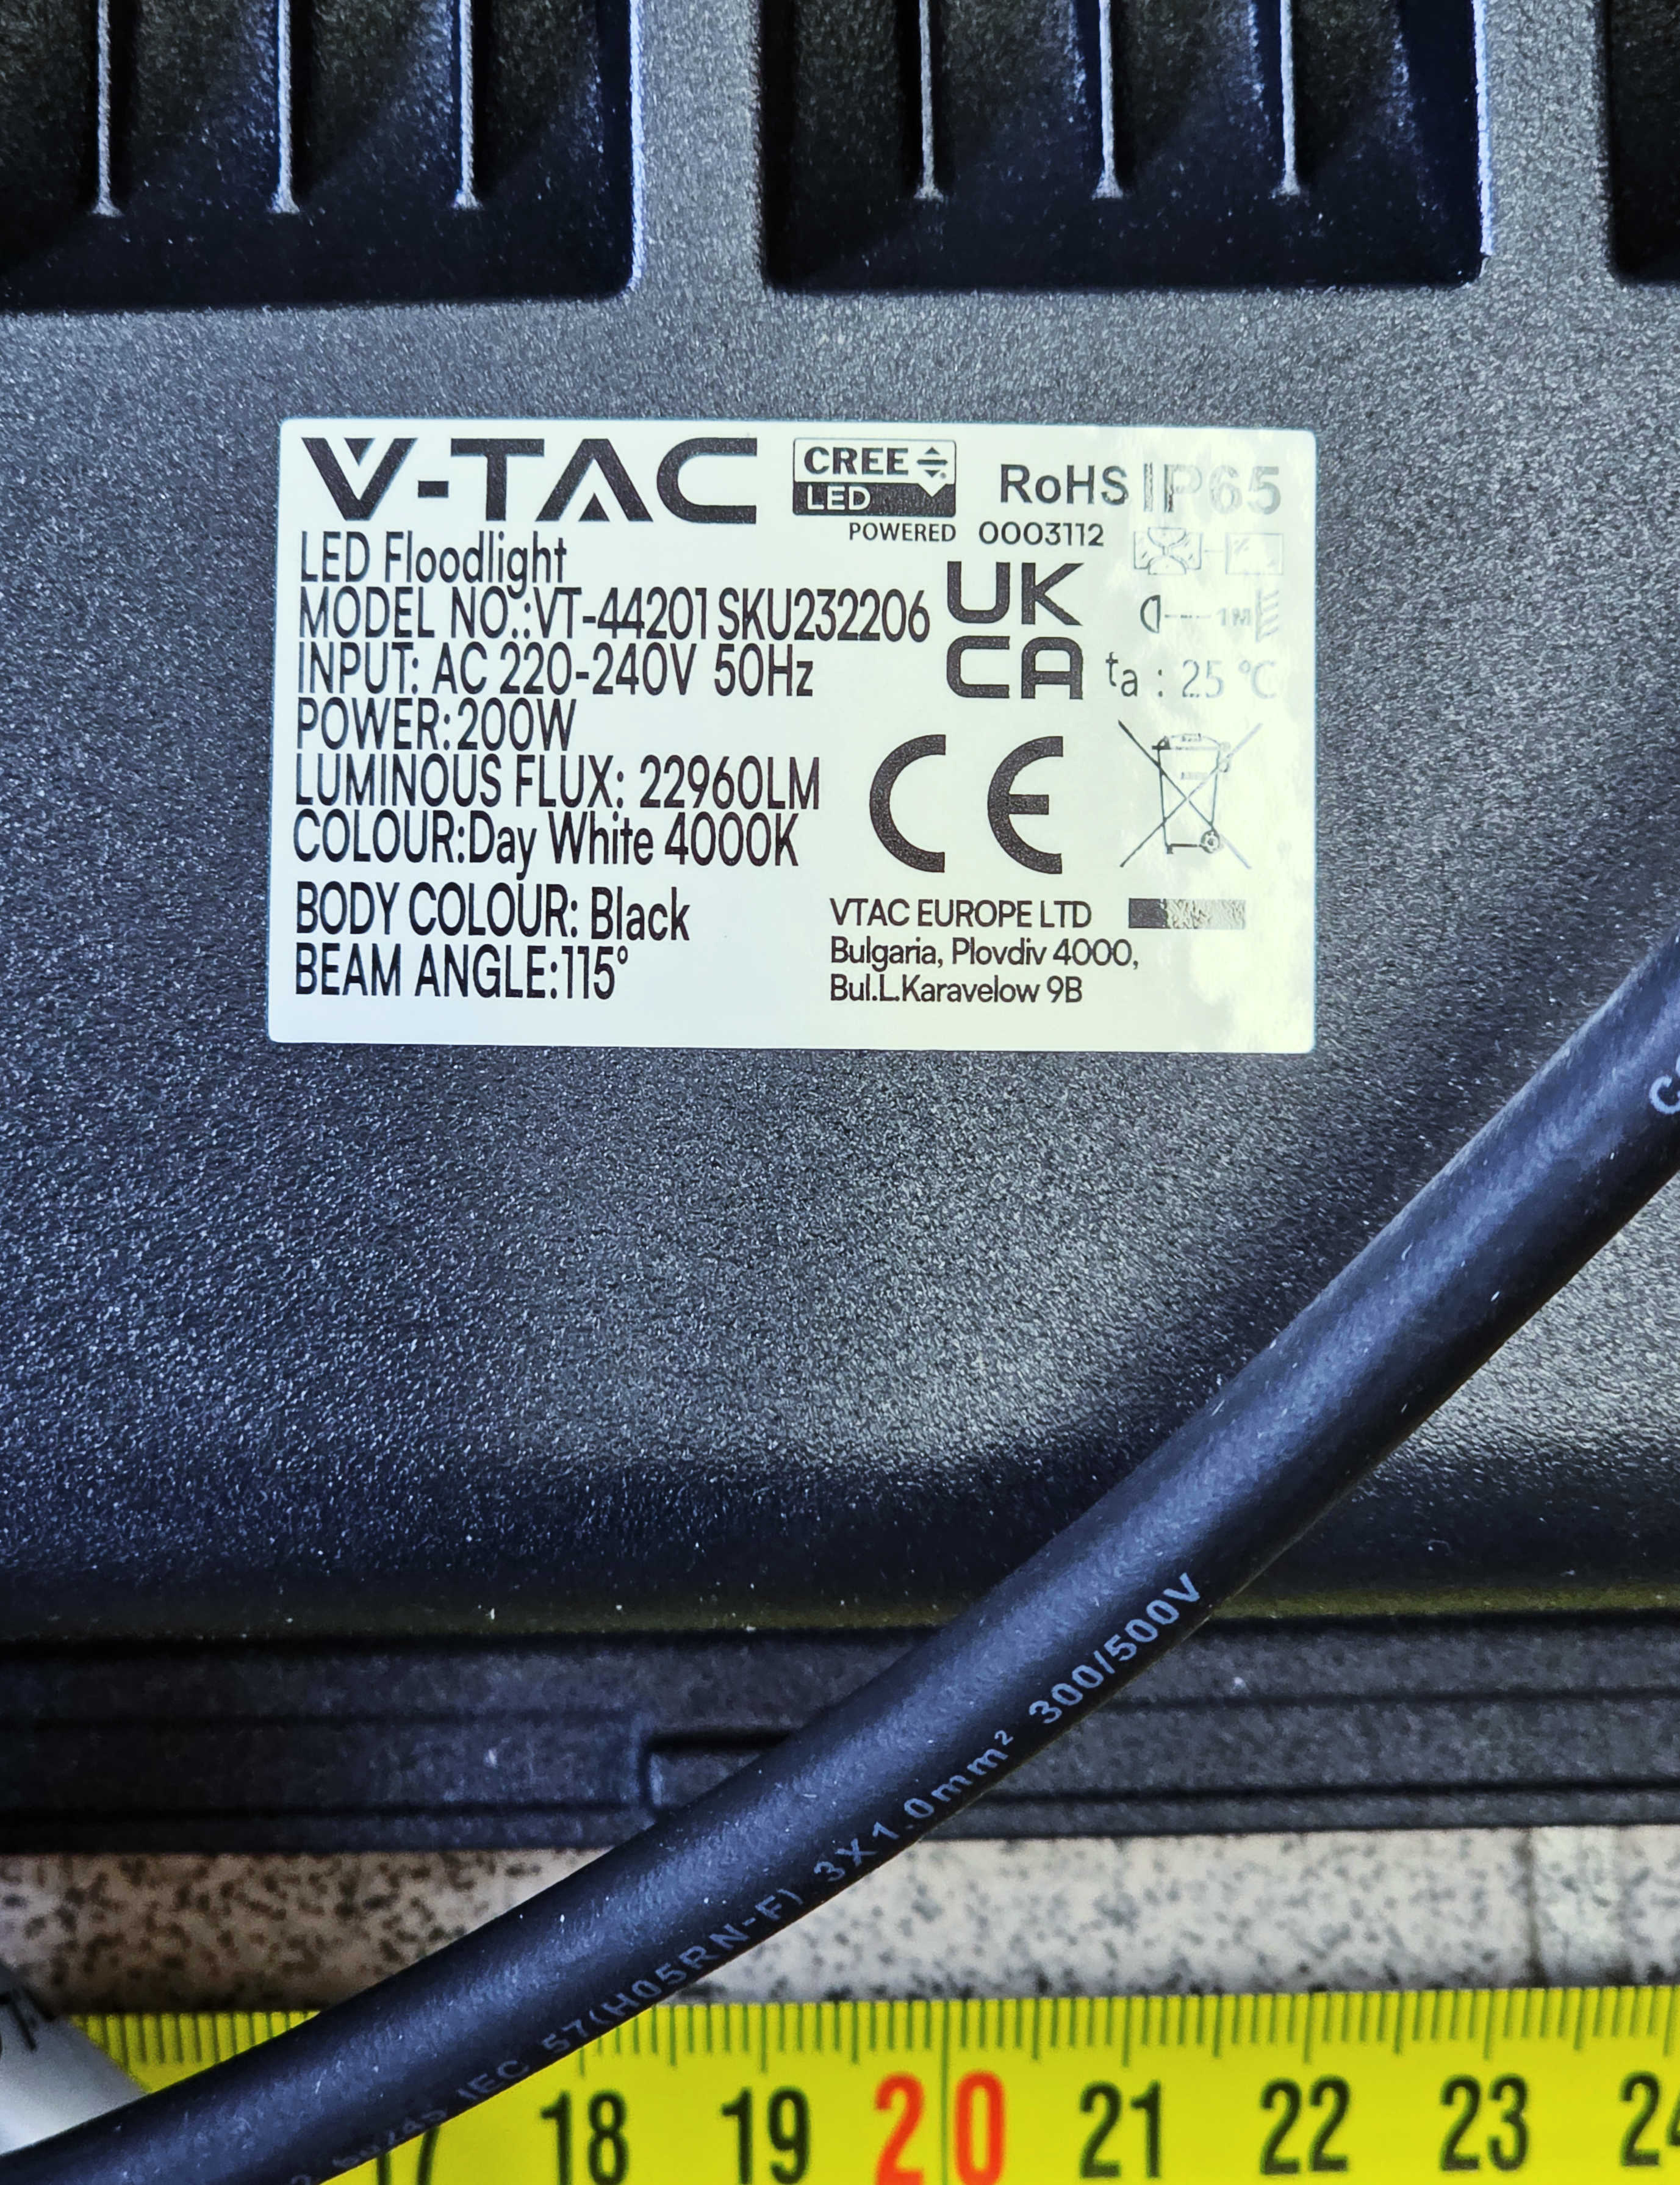 V-TAC
CREE
LED
POWERED
RoHS IP65
0003112
LED Floodlight
MODEL NO.:VT-44201 SKU232206
INPUT: AC 220-240V 50Hz
POWER:200W
LUMINOUS FLUX: 22960LM
COLOUR:Day White 4000K
BODY COLOUR: Black
BEAM ANGLE:115°
UK
CA
1M
ta : 25 °C
CE
VTAC EUROPE LTD
Bulgaria, Plovdiv 4000,
Bul.L.Karavelow 9B
IEC 57(H05RN-F) 3X1.0mm² 300/500V
17 18 19 20 21 22 23 24